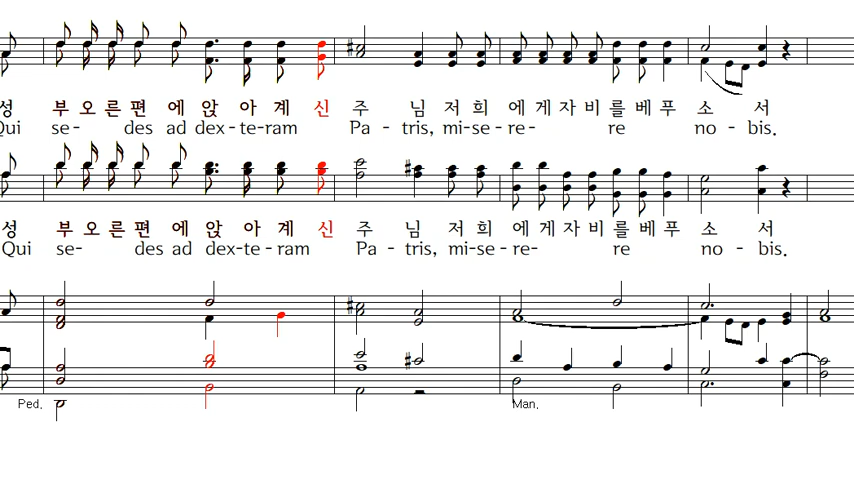 성 부 오 른 편 에 앉 아 계 신 주 님 저 희 에 게 자 비 를 베 푸 소 서
Qui se- des ad dex-te-ram Pa - tris, mi-se-re- re no - bis.
성 부 오 른 편 에 앉 아 계 신 주 님 저 희 에 게 자 비 를 베 푸 소 서
Qui se- des ad dex-te-ram Pa - tris, mi-se-re- re no - bis.
Ped. Man.